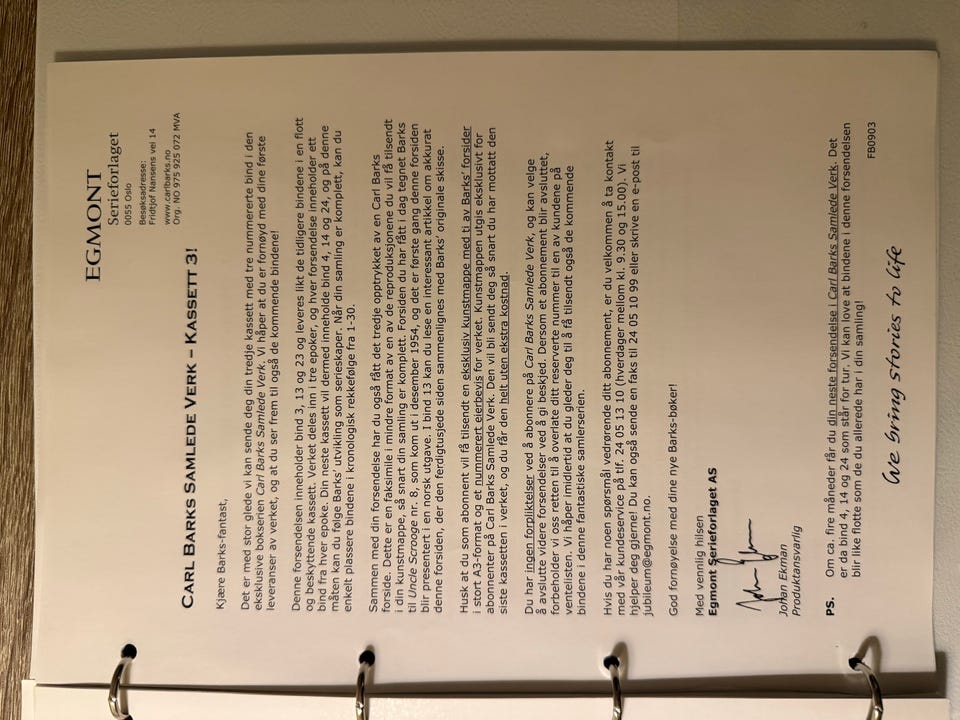 EGMONT
Serieforlaget
0055 Oslo
Besøksadresse:
Fridtjof Nansens vei 14
www.carlbarks.no
Org. NO 975 925 072 MVA
CARL BARKS SAMLEDE VERK – KASSETT 3!
Kjære Barks-fantast,
Det er med stor glede vi kan sende deg din tredje kassett med tre nummererte bind i den
eksklusive bokserien Carl Barks Samlede Verk. Vi håper at du er fornøyd med dine første
leveranser av verket, og at du ser frem til også de kommende bindene!
Denne forsendelsen inneholder bind 3, 13 og 23 og leveres likt de tidligere bindene i en flott
og beskyttende kassett. Verket deles inn i tre epoker, og hver forsendelse inneholder ett
bind fra hver epoke. Din neste kassett vil dermed inneholde bind 4, 14 og 24, og på denne
måten kan du følge Barks' utvikling som serieskaper. Når din samling er komplett, kan du
enkelt plassere bindene i kronologisk rekkefølge fra 1-30.
Sammen med din forsendelse har du også fått det tredje opptrykket av en Carl Barks
forside. Dette er en faksimile i mindre format av en av de reproduksjonene du vil få tilsendt
i din kunstmappe, så snart din samling er komplett. Forsiden du har fått i dag tegnet Barks
til Uncle Scrooge nr. 8, som kom ut i desember 1954, og det er første gang denne forsiden
blir presentert i en norsk utgave. I bind 13 kan du lese en interessant artikkel om akkurat
denne forsiden, der den ferdigtusjede siden sammenlignes med Barks' originale skisse.
Husk at du som abonnent vil få tilsendt en eksklusiv kunstmappe med ti av Barks' forsider
i stort A3-format og et nummerert eierbevis for verket. Kunstmappen utgis eksklusivt for
abonnenter på Carl Barks Samlede Verk. Den vil bli sendt deg så snart du har mottatt den
siste kassetten i verket, og du får den helt uten ekstra kostnad.
Du har ingen forpliktelser ved å abonnere på Carl Barks Samlede Verk, og kan velge
å avslutte videre forsendelser ved å gi beskjed. Dersom et abonnement blir avsluttet,
forbeholder vi oss retten til å overlate ditt reserverte nummer til en av kundene på
ventelisten. Vi håper imidlertid at du gleder deg til å få tilsendt også de kommende
bindene i denne fantastiske samlerserien.
Hvis du har noen spørsmål vedrørende ditt abonnement, er du velkommen å ta kontakt
med vår kundeservice på tlf. 24 05 13 10 (hverdager mellom kl. 9.30 og 15.00). Vi
hjelper deg gjerne! Du kan også sende en faks til 24 05 10 99 eller skrive en e-post til
jubileum@egmont.no.
God fornøyelse med dine nye Barks-bøker!
Med vennlig hilsen
Egmont Serieforlaget AS
Johan Ekman
Produktansvarlig
PS. Om ca. fire måneder får du din neste forsendelse i Carl Barks Samlede Verk. Det
er da bind 4, 14 og 24 som står for tur. Vi kan love at bindene i denne forsendelsen
blir like flotte som de du allerede har i din samling!
FB0903
We bring stories to life